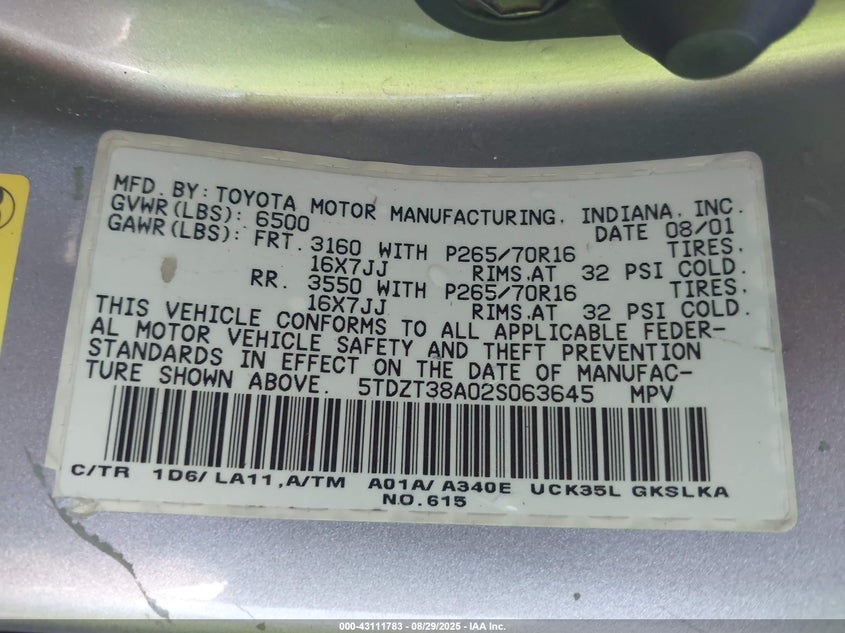 MFD. BY: TOYOTA MOTOR MANUFACTURING, INDIANA, INC.
GVWR(LBS): 6500 DATE 08/01
GAWR(LBS): FRT. 3160 WITH P265/70R16 TIRES.
16X7JJ RIMS.AT 32 PSI COLD.
RR. 3550 WITH P265/70R16 TIRES.
16X7JJ RIMS.AT 32 PSI COLD.
THIS VEHICLE CONFORMS TO ALL APPLICABLE FEDER-
AL MOTOR VEHICLE SAFETY AND THEFT PREVENTION
STANDARDS IN EFFECT ON THE DATE OF MANUFAC-
TURE SHOWN ABOVE. 5TDZT38A02S063645 MPV
C/TR 1D6/ LA11,A/TM A01A/ A340E UCK35L GKSLKA
NO.615
000-43111783 - 08/29/2025 - IAA Inc.